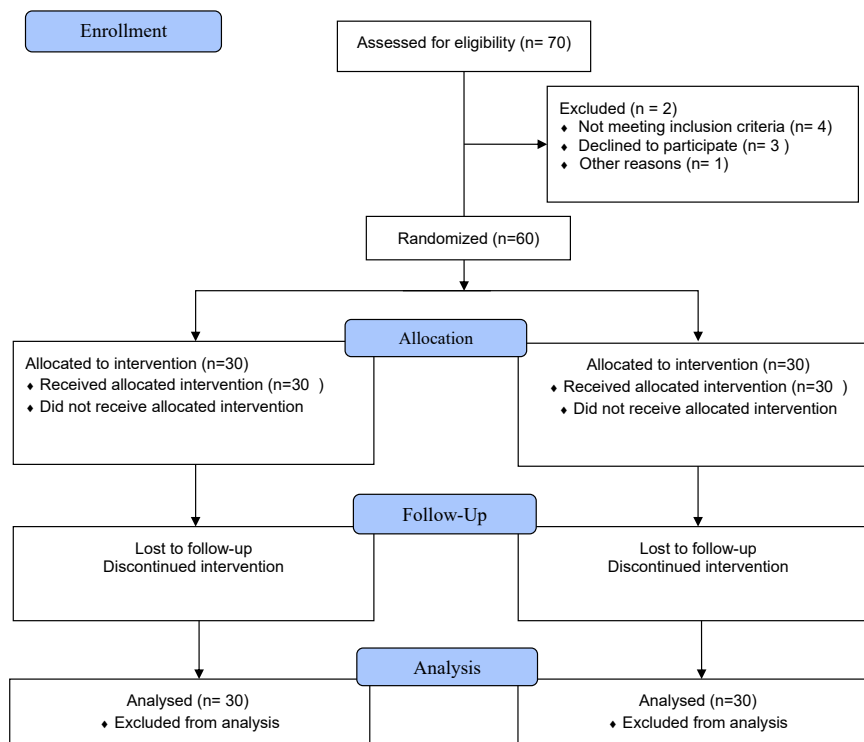 Enrollment
Assessed for eligibility (n= 70)
Excluded (n = 2)
♦ Not meeting inclusion criteria (n= 4)
♦ Declined to participate (n= 3 )
♦ Other reasons (n= 1)
Randomized (n=60)
Allocation
Allocated to intervention (n=30)
♦ Received allocated intervention (n=30 )
♦ Did not receive allocated intervention
Allocated to intervention (n=30)
♦ Received allocated intervention (n=30 )
♦ Did not receive allocated intervention
Follow-Up
Lost to follow-up
Discontinued intervention
Lost to follow-up
Discontinued intervention
Analysis
Analysed (n= 30)
♦ Excluded from analysis
Analysed (n=30)
♦ Excluded from analysis